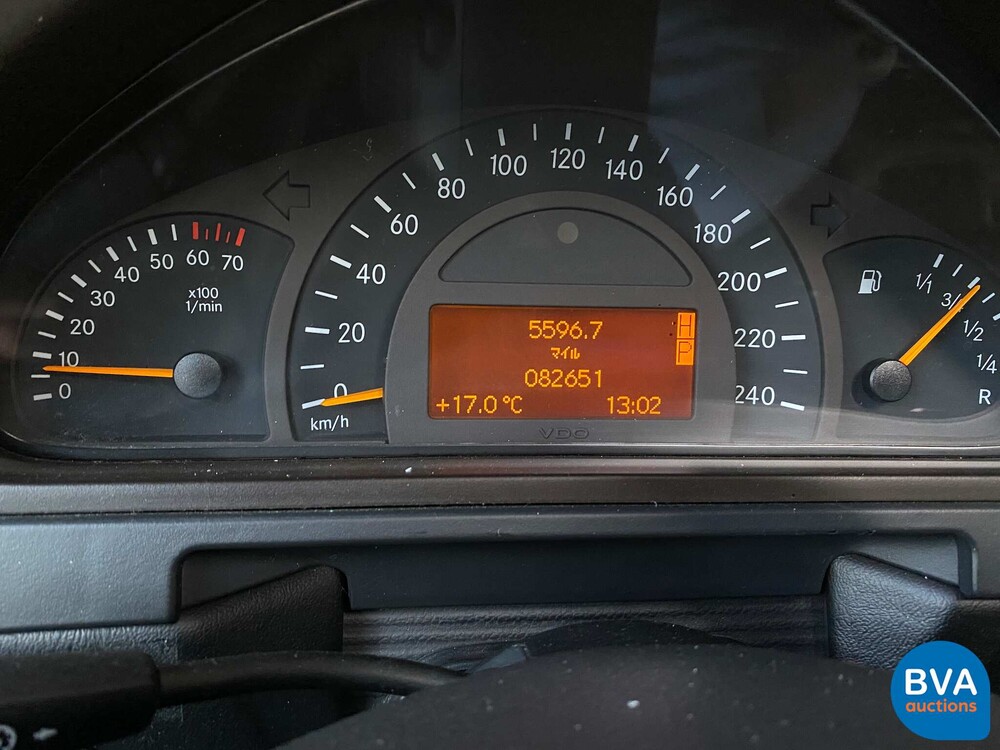 0
10
20
30
40
50
60
70
x100
1/min
0
20
40
60
80
100
120
140
160
180
200
220
240
km/h
5596.7
マイル
082651
+17.0°C 13:02
H
P
VDO
1/1
3/4
1/2
1/4
R
BVA
auctions